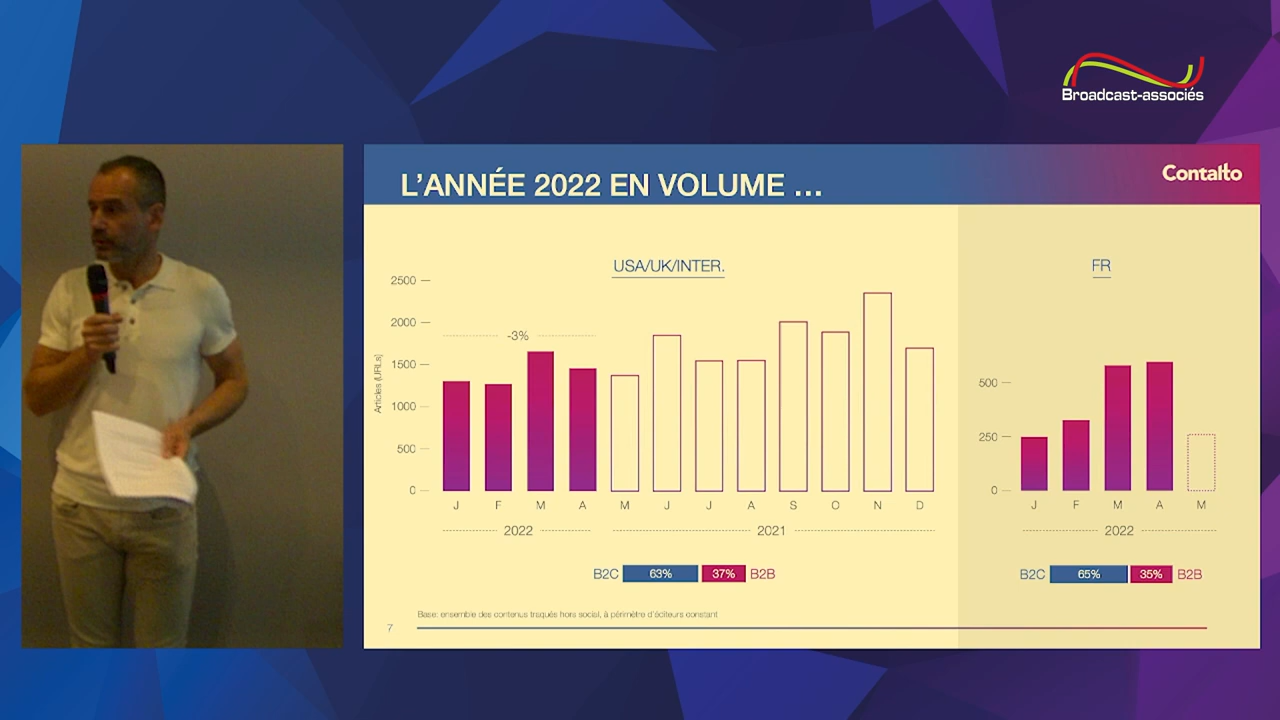 Broadcast-associés
L'ANNÉE 2022 EN VOLUME ...
Contalto
USA/UK/INTER.
FR
2500
2000
1500
1000
500
0
Articles (URLs)
-3%
J F M A M J J A S O N D
2022
2021
B2C 63% 37% B2B
500
250
0
J F M A M
2022
B2C 65% 35% B2B
Base: ensemble des contenus traqués hors social, à périmètre d'éditeurs constant
7